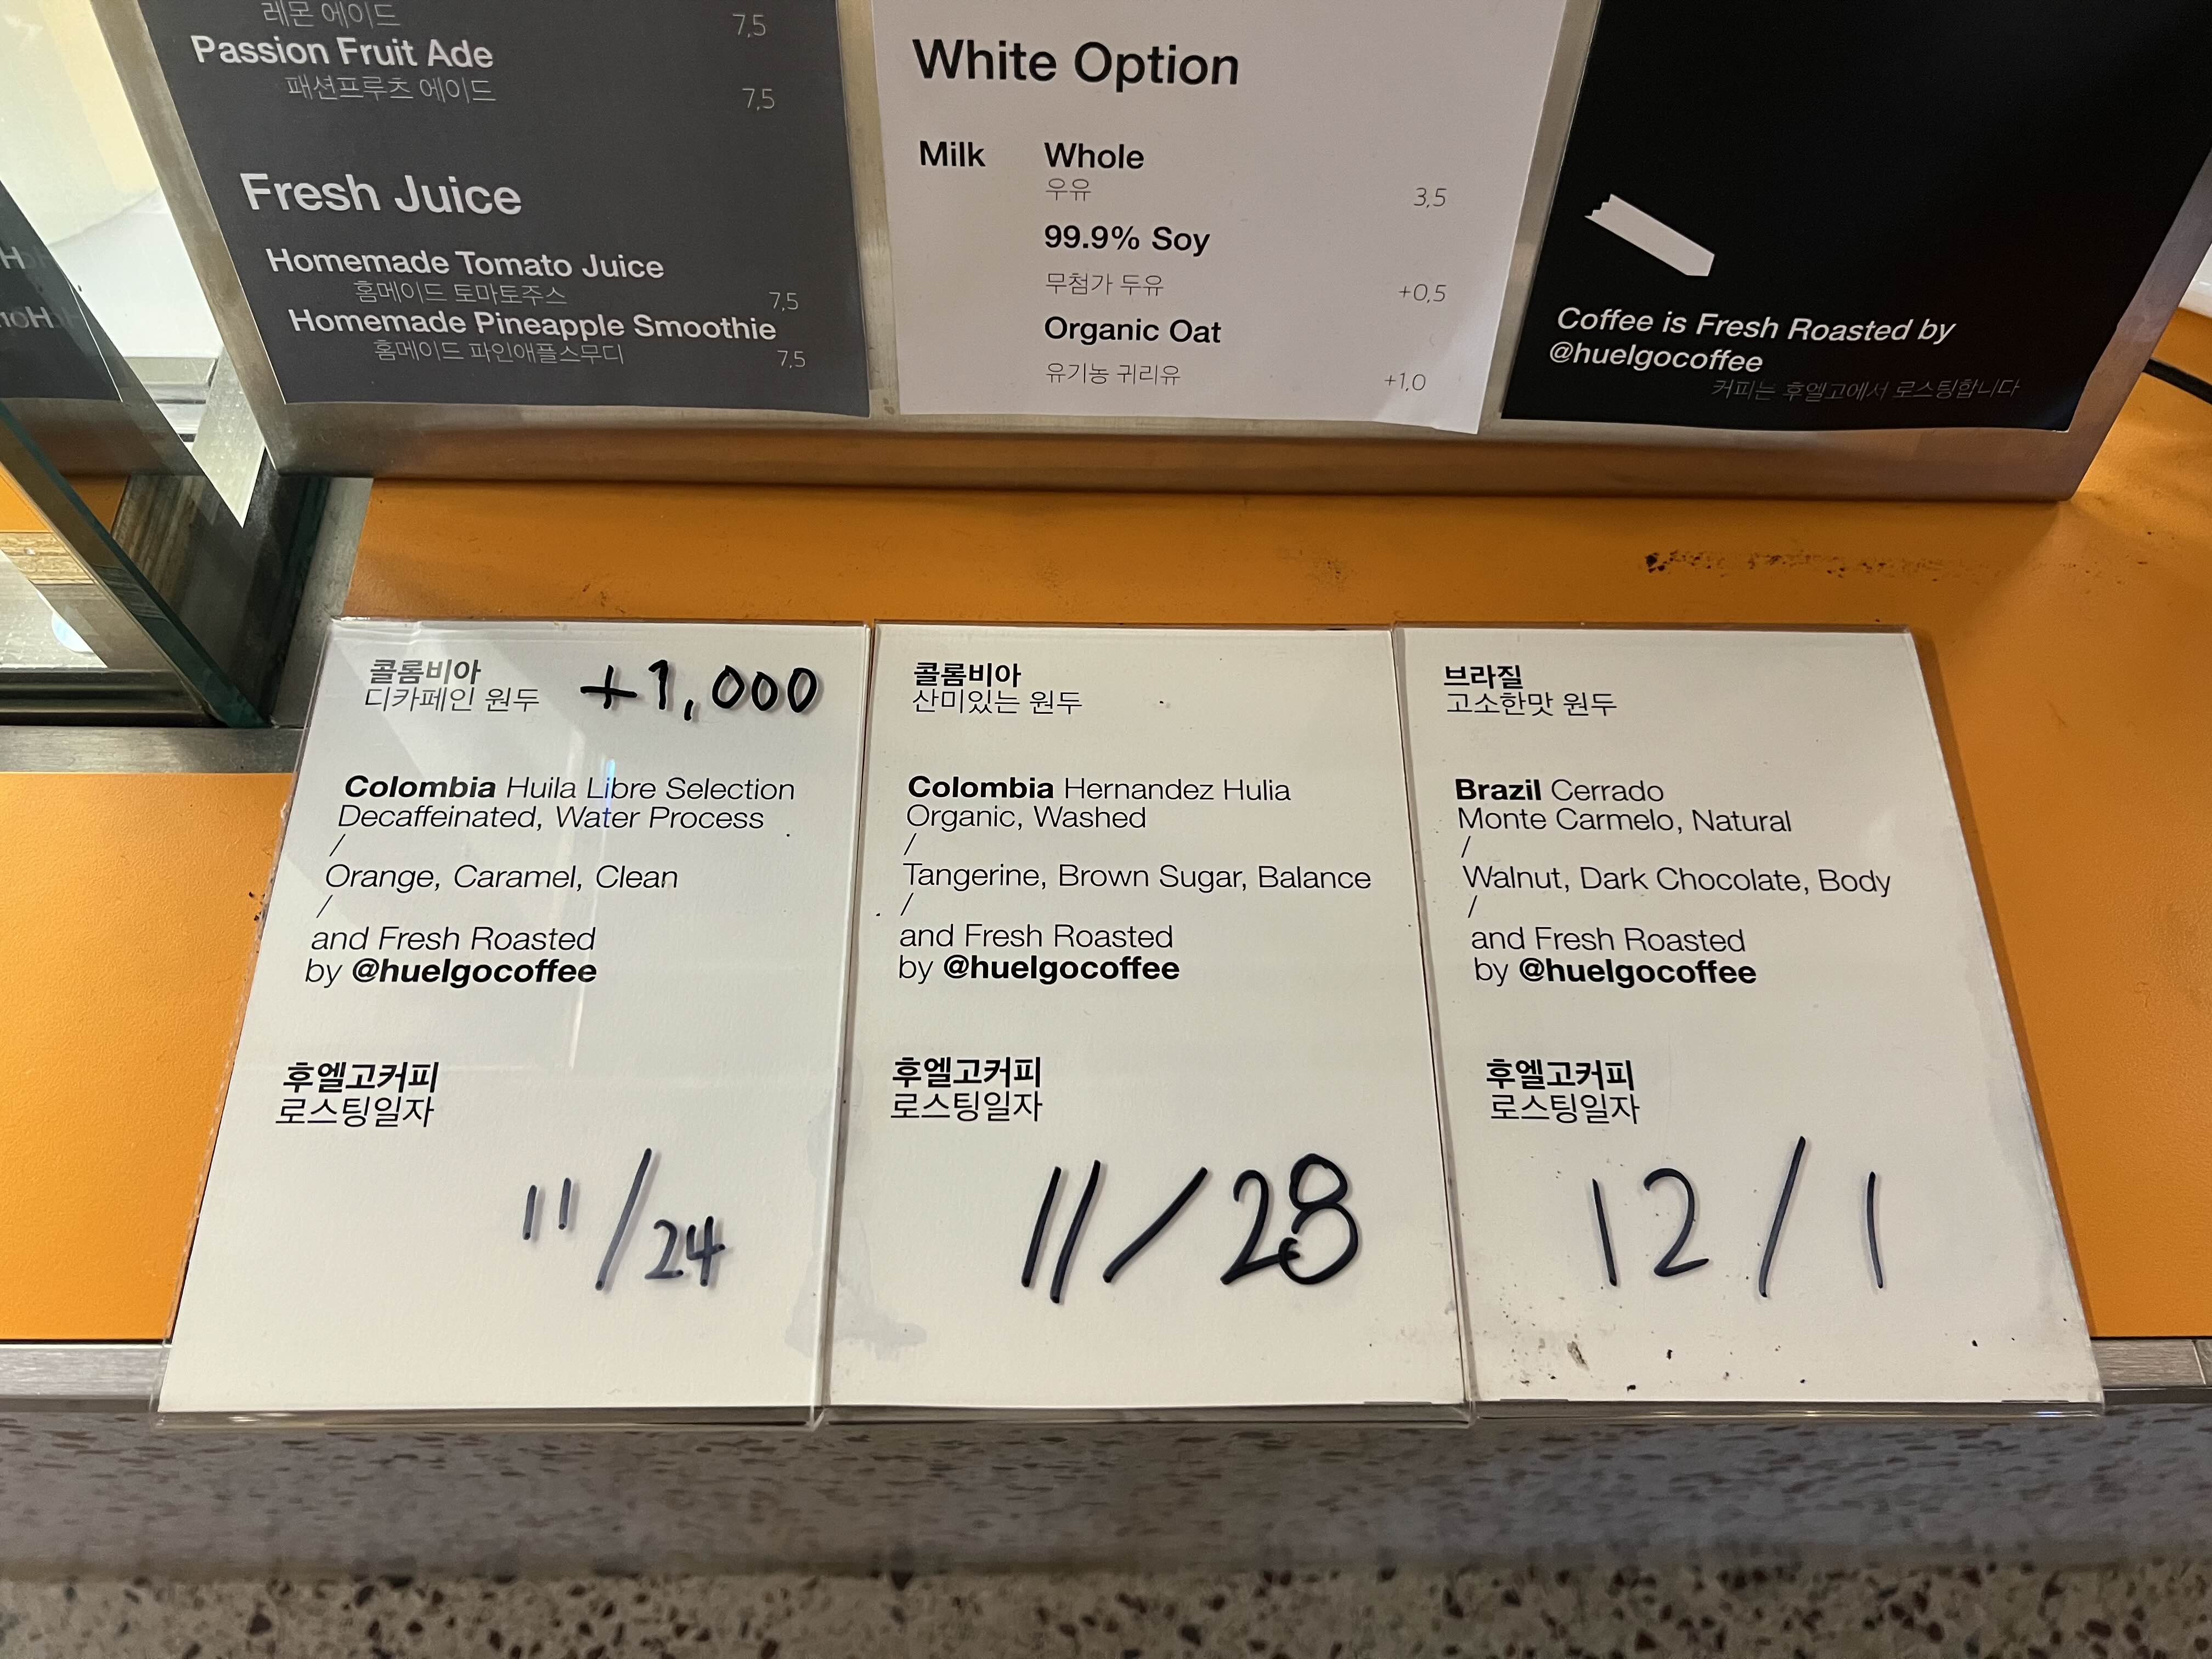 레몬 에이드 7,5
Passion Fruit Ade
패션프루츠 에이드 7,5
Fresh Juice
Homemade Tomato Juice
홈메이드 토마토주스 7,5
Homemade Pineapple Smoothie
홈메이드 파인애플스무디 7,5
White Option
Milk Whole
우유 3,5
99.9% Soy
무첨가 두유 +0,5
Organic Oat
유기농 귀리유 +1,0
Coffee is Fresh Roasted by
@huelgocoffee
커피는 후엘고에서 로스팅합니다
콜롬비아
디카페인 원두 +1,000
Colombia Huila Libre Selection
Decaffeinated, Water Process
/
Orange, Caramel, Clean
/
and Fresh Roasted
by @huelgocoffee
후엘고커피
로스팅일자
11/24
콜롬비아
산미있는 원두
Colombia Hernandez Hulia
Organic, Washed
/
Tangerine, Brown Sugar, Balance
/
and Fresh Roasted
by @huelgocoffee
후엘고커피
로스팅일자
11/28
브라질
고소한맛 원두
Brazil Cerrado
Monte Carmelo, Natural
/
Walnut, Dark Chocolate, Body
/
and Fresh Roasted
by @huelgocoffee
후엘고커피
로스팅일자
12/1